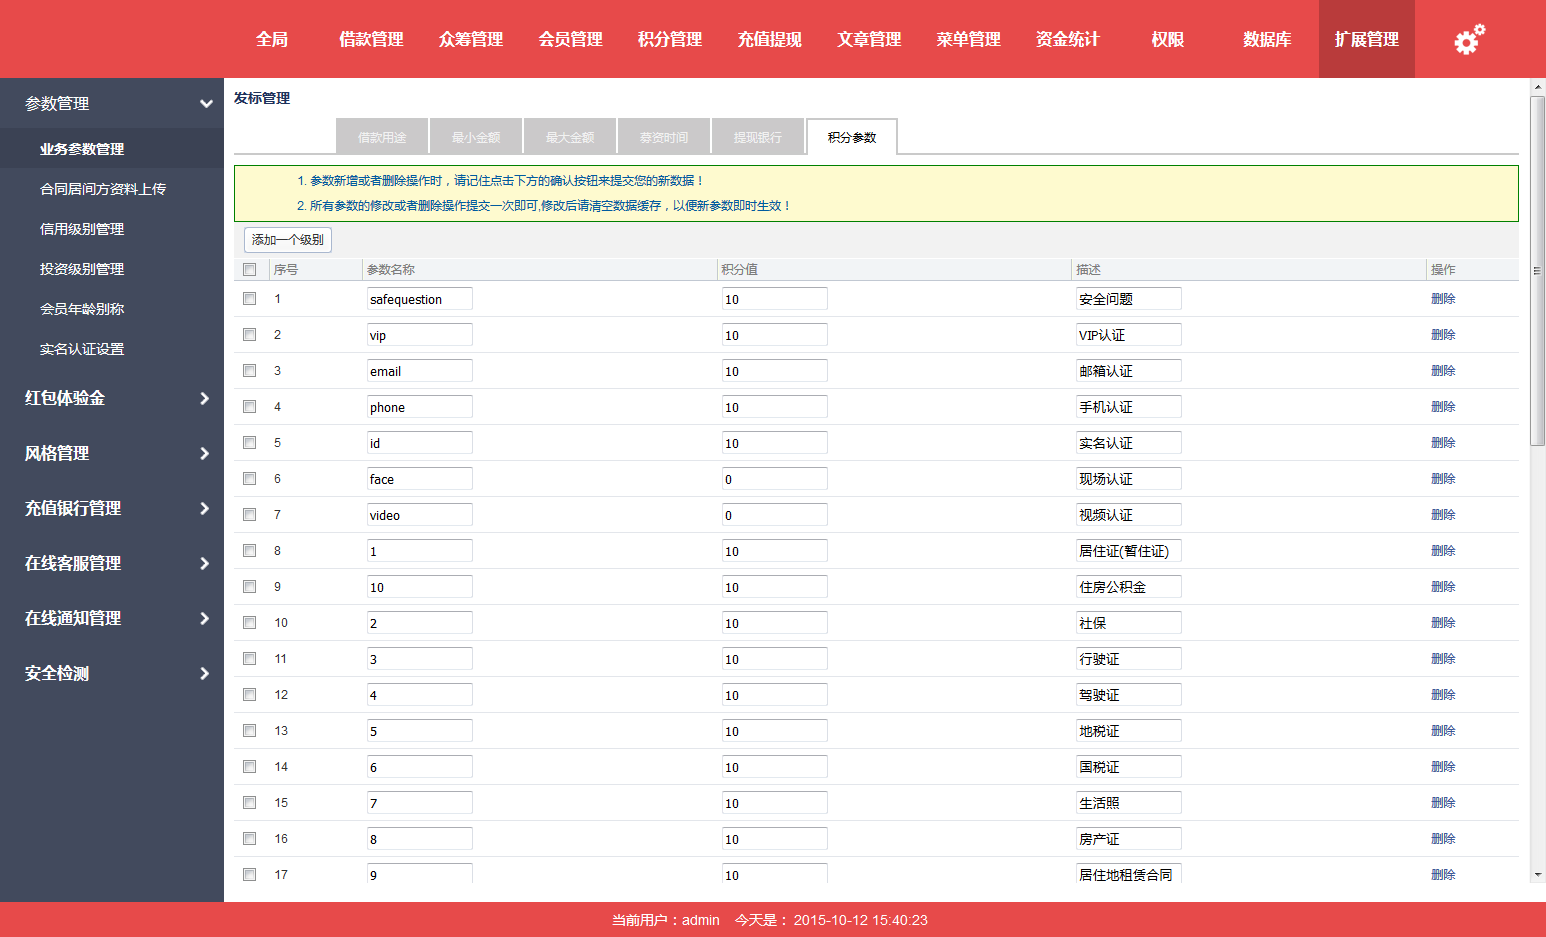 全局 借款管理 众筹管理 会员管理 积分管理 充值提现 文章管理 菜单管理 资金统计 权限 数据库 扩展管理
参数管理
业务参数管理
合同居间方资料上传
信用级别管理
投资级别管理
会员年龄别称
实名认证设置
红包体验金
风格管理
充值银行管理
在线客服管理
在线通知管理
安全检测
发标管理
借款用途 最小金额 最大金额 募资时间 提现银行 积分参数
1. 参数新增或者删除操作时，请记住点击下方的确认按钮来提交您的新数据！
2. 所有参数的修改或者删除操作提交一次即可,修改后请清空数据缓存，以便新参数即时生效！
添加一个级别
序号 参数名称 积分值 描述 操作
1 safequestion 10 安全问题 删除
2 vip 10 VIP认证 删除
3 email 10 邮箱认证 删除
4 phone 10 手机认证 删除
5 id 10 实名认证 删除
6 face 0 现场认证 删除
7 video 0 视频认证 删除
8 1 10 居住证(暂住证) 删除
9 10 10 住房公积金 删除
10 2 10 社保 删除
11 3 10 行驶证 删除
12 4 10 驾驶证 删除
13 5 10 地税证 删除
14 6 10 国税证 删除
15 7 10 生活照 删除
16 8 10 房产证 删除
17 9 10 居住地租赁合同 删除
当前用户：admin 今天是： 2015-10-12 15:40:23